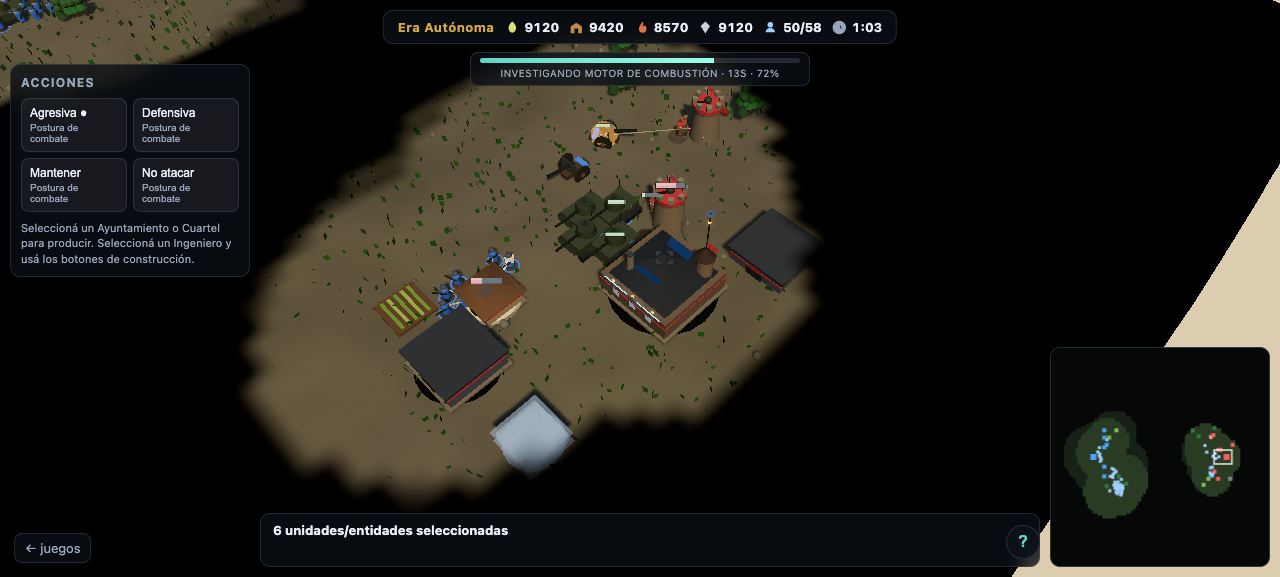 Era Autónoma 9120 9420 8570 9120 50/58 1:03
INVESTIGANDO MOTOR DE COMBUSTIÓN · 13S · 72%
ACCIONES
Agresiva ●
Postura de
combate
Defensiva
Postura de
combate
Mantener
Postura de
combate
No atacar
Postura de
combate
Seleccioná un Ayuntamiento o Cuartel
para producir. Seleccioná un Ingeniero y
usá los botones de construcción.
6 unidades/entidades seleccionadas
?
← juegos